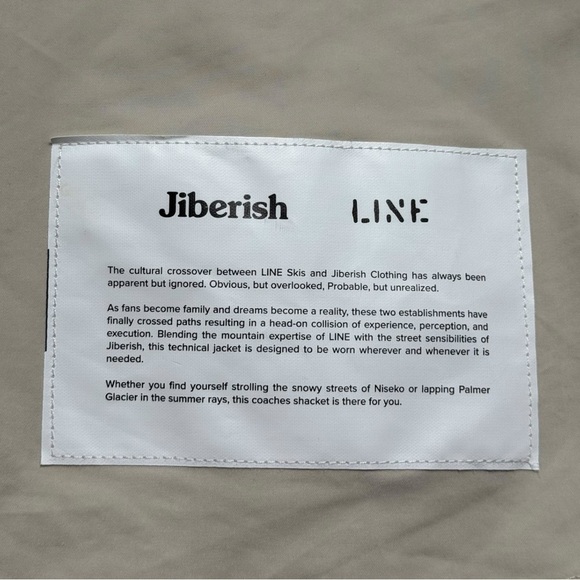 Jiberish LINE
The cultural crossover between LINE Skis and Jiberish Clothing has always been
apparent but ignored. Obvious, but overlooked, Probable, but unrealized.
As fans become family and dreams become a reality, these two establishments have
finally crossed paths resulting in a head-on collision of experience, perception, and
execution. Blending the mountain expertise of LINE with the street sensibilities of
Jiberish, this technical jacket is designed to be worn wherever and whenever it is
needed.
Whether you find yourself strolling the snowy streets of Niseko or lapping Palmer
Glacier in the summer rays, this coaches shacket is there for you.